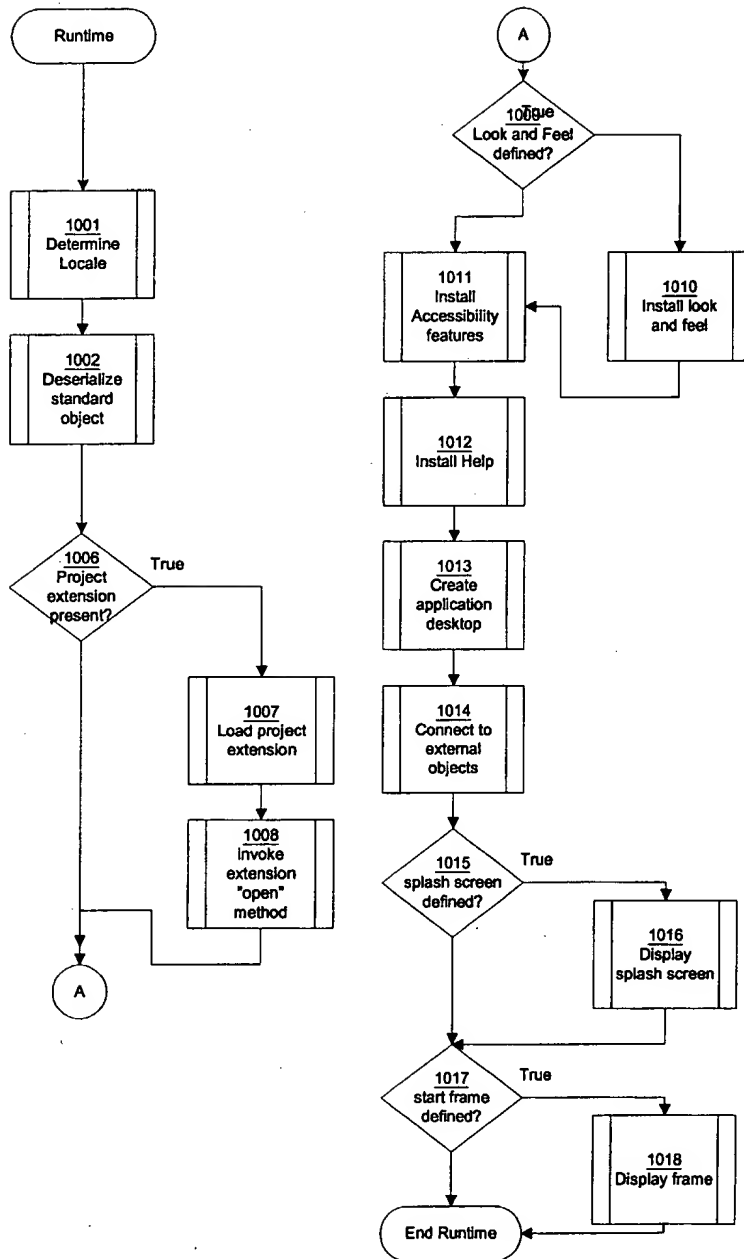 Runtime
1001
Determine
Locale
1002
Deserialize
standard
object
1006
Project
extension
present?
True
1007
Load project
extension
1008
Invoke
extension
"open"
method
A
A
1009
True
Look and Feel
defined?
1010
Install look
and feel
1011
Install
Accessibility
features
1012
Install Help
1013
Create
application
desktop
1014
Connect to
external
objects
1015
splash screen
defined?
True
1016
Display
splash screen
1017
start frame
defined?
True
1018
Display frame
End Runtime